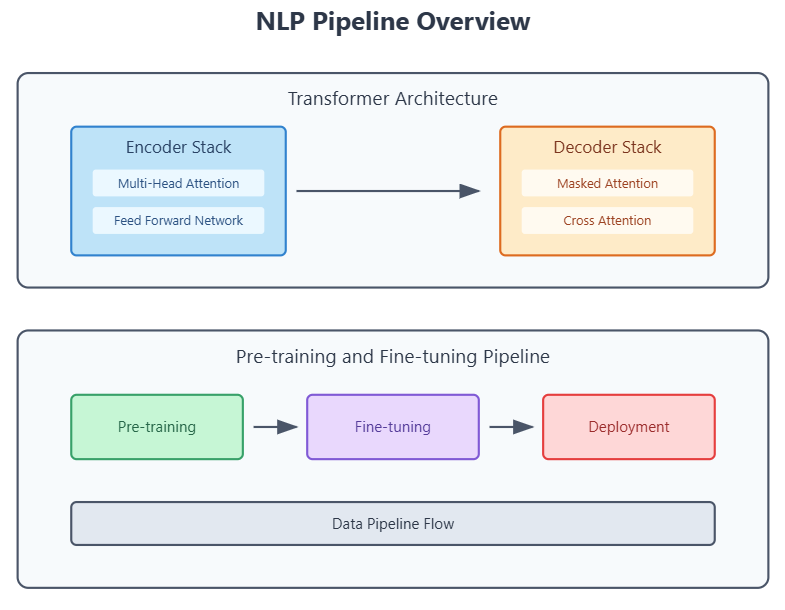 NLP Pipeline Overview
Transformer Architecture
Encoder Stack
Multi-Head Attention
Feed Forward Network
Decoder Stack
Masked Attention
Cross Attention
Pre-training and Fine-tuning Pipeline
Pre-training
Fine-tuning
Deployment
Data Pipeline Flow